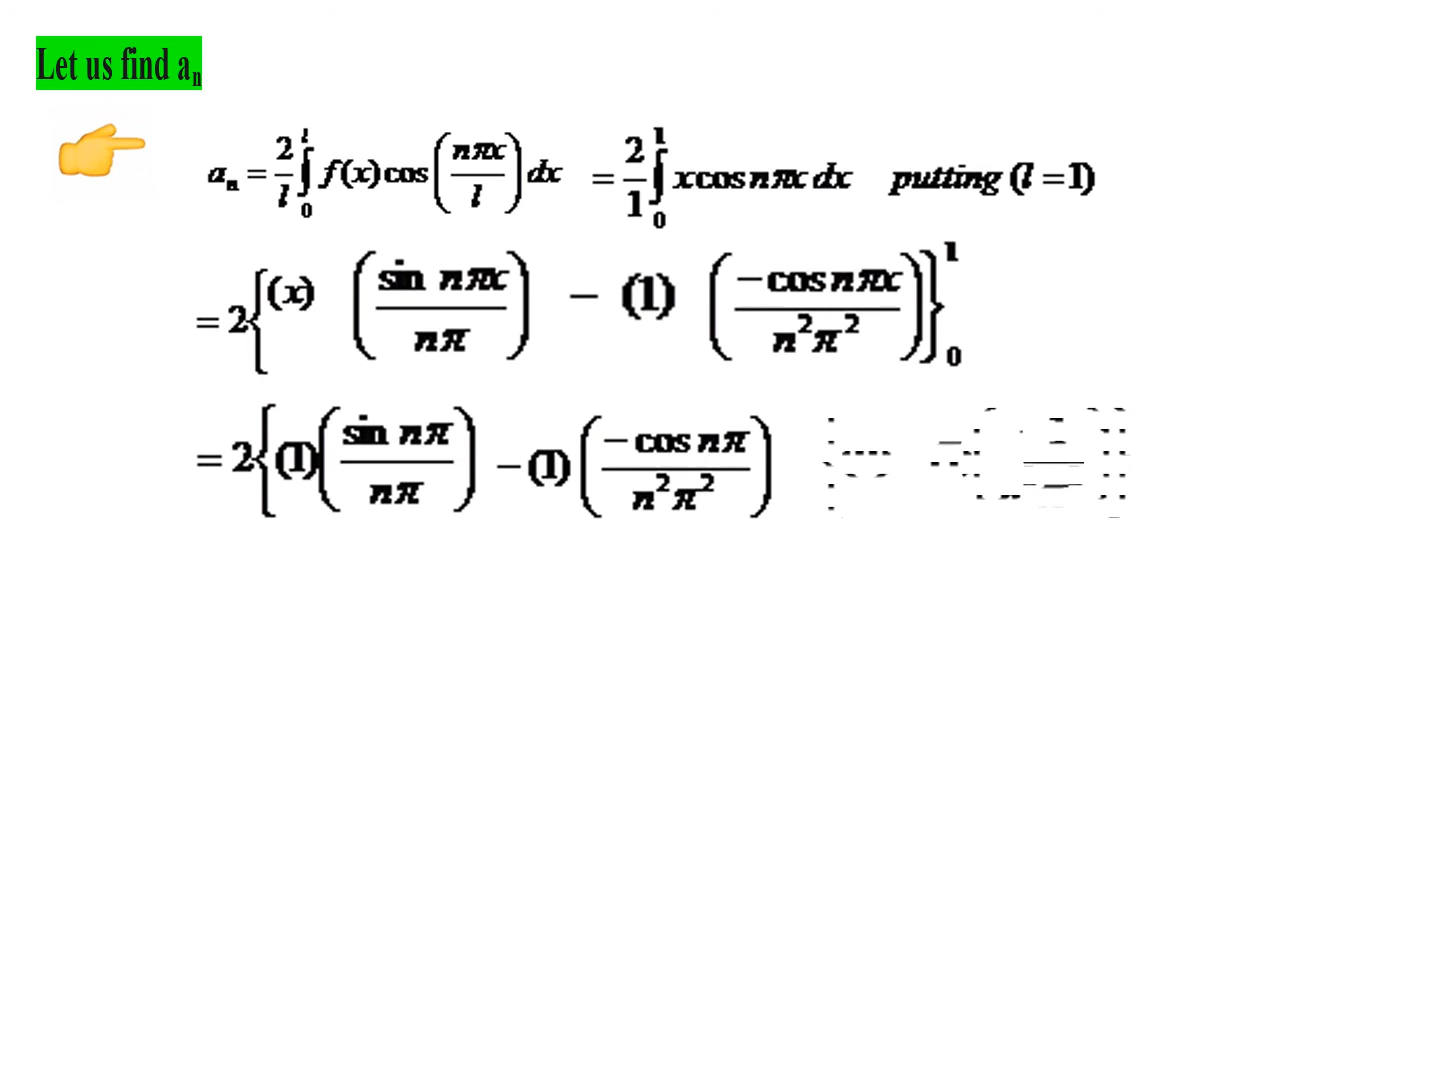 Let us find aₙ
aₙ = 2/l ∫₀ˡ f(x) cos(nπx/l) dx = 2/1 ∫₀¹ x cos nπx dx putting (l = 1)
= 2{(x) (sin nπx / nπ) − (1) (−cos nπx / n²π²)}₀¹
= 2{(1)(sin nπ / nπ) − (1)(−cos nπ / n²π²)